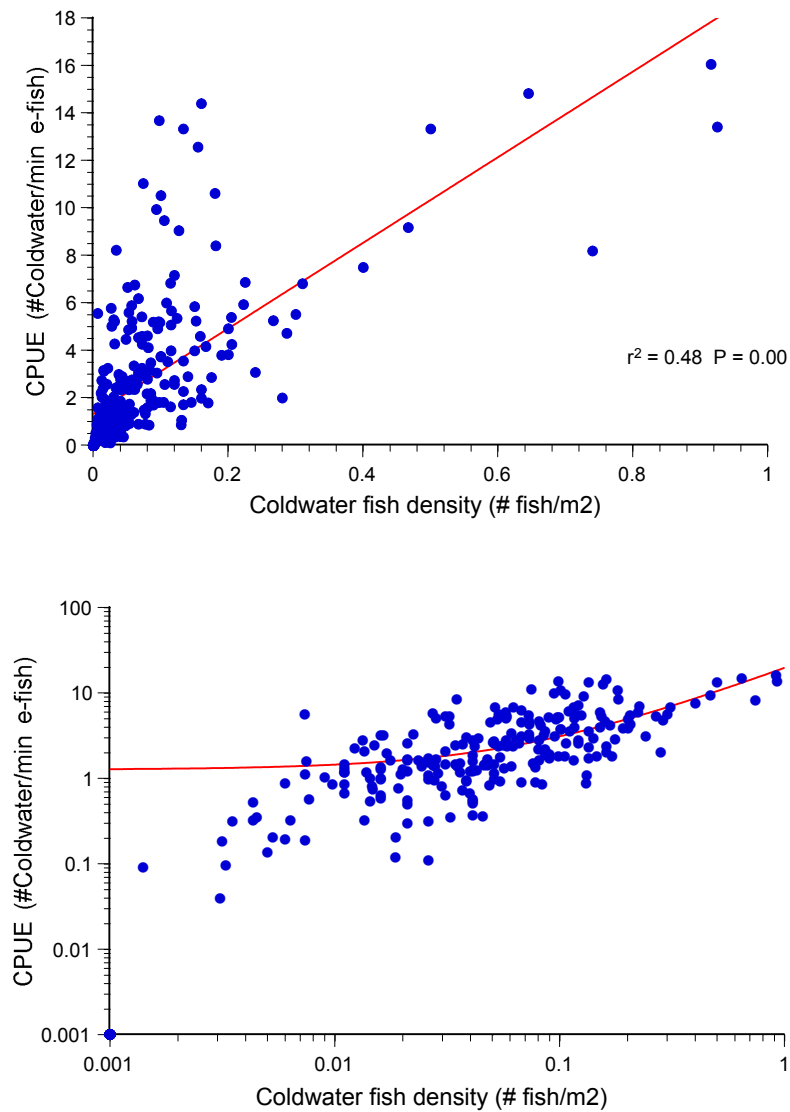 18
16
14
12
10
8
6
4
2
0
CPUE (#Coldwater/min e-fish)
r2 = 0.48 P = 0.00
0 0.2 0.4 0.6 0.8 1
Coldwater fish density (# fish/m2)
100
10
1
0.1
0.01
0.001
CPUE (#Coldwater/min e-fish)
0.001 0.01 0.1 1
Coldwater fish density (# fish/m2)